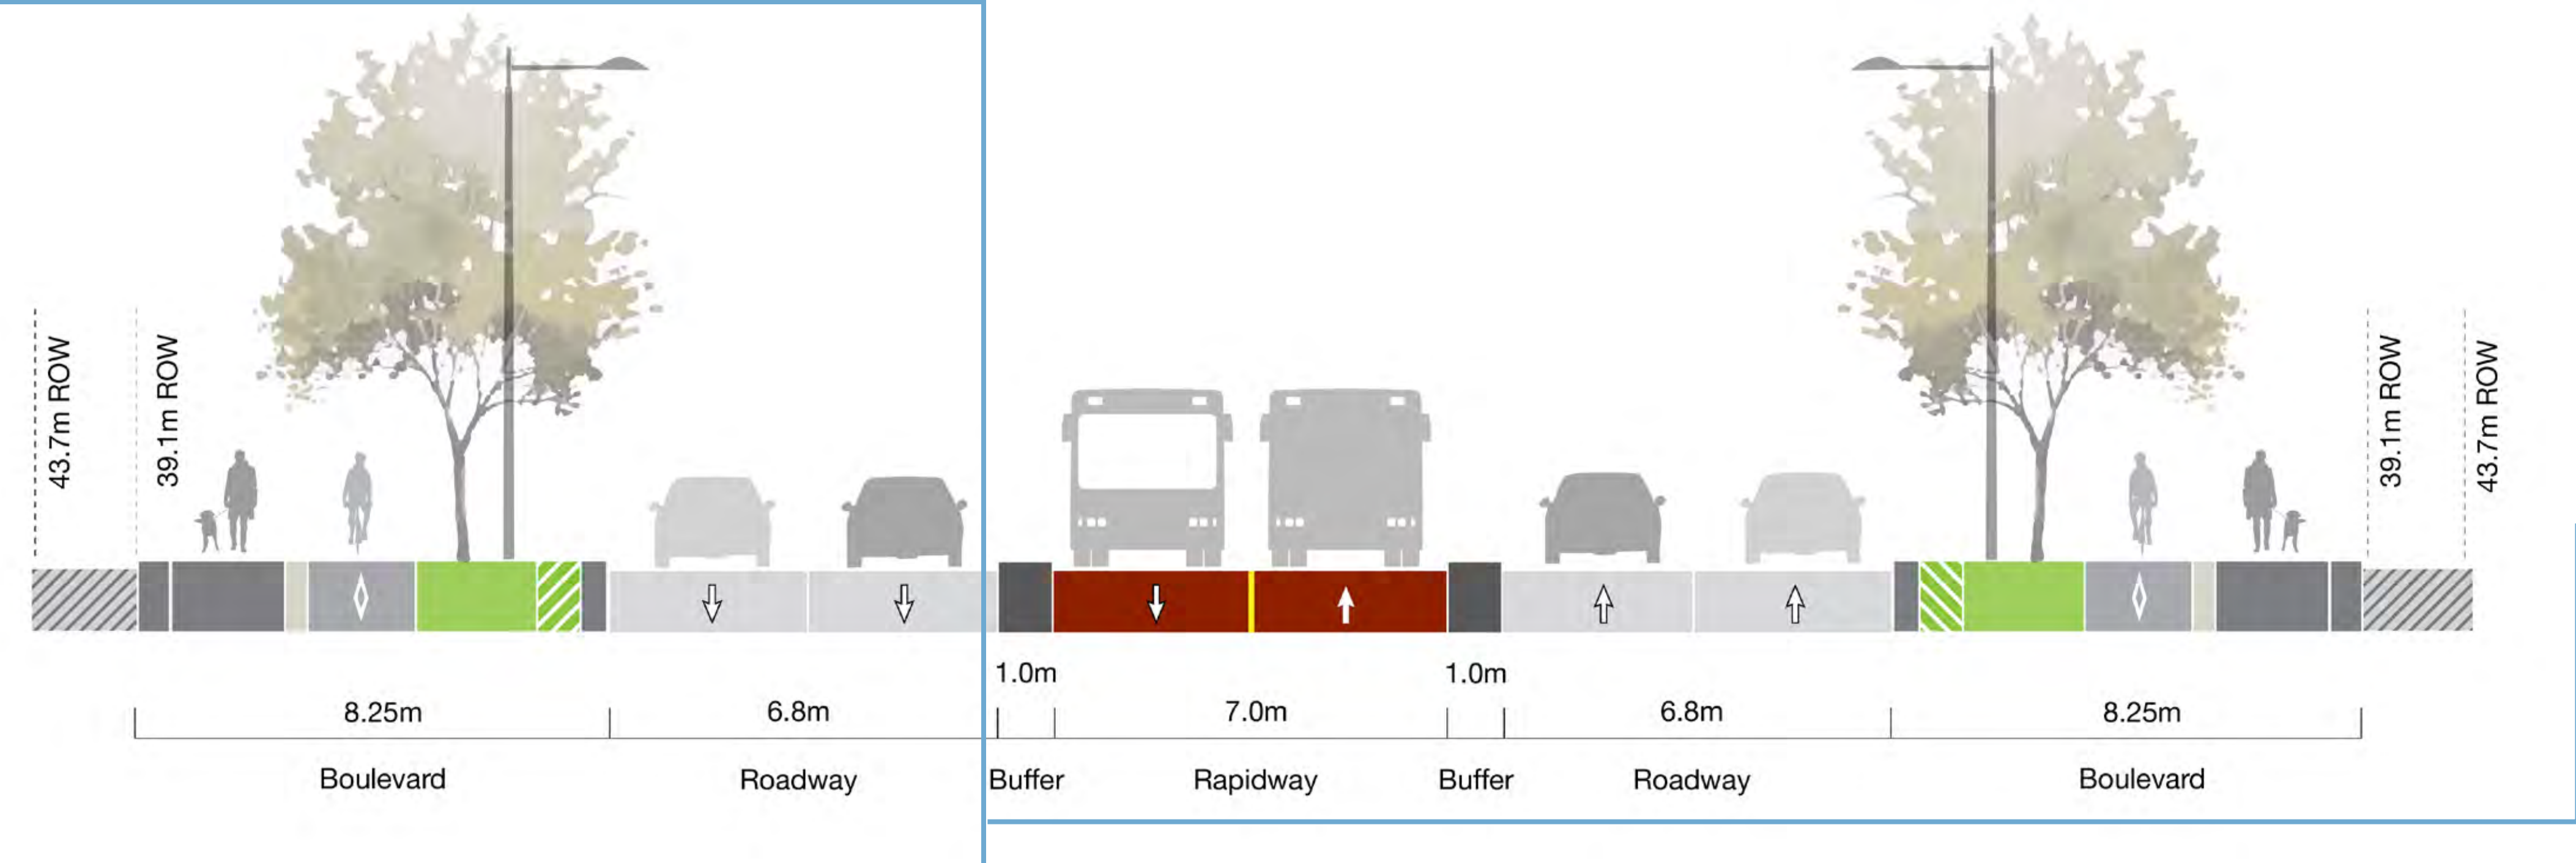 43.7m ROW
39.1m ROW
39.1m ROW
43.7m ROW
1.0m
1.0m
8.25m
6.8m
7.0m
6.8m
8.25m
Boulevard
Roadway
Buffer
Rapidway
Buffer
Roadway
Boulevard